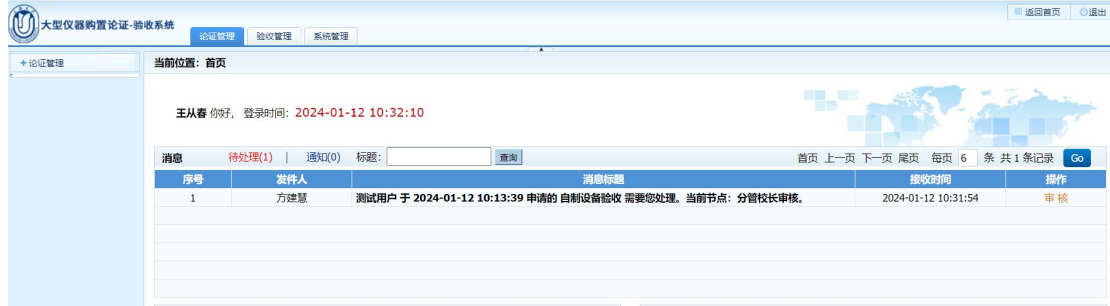 返回首页 退出
大型仪器购置论证-验收系统
论证管理 验收管理 系统管理
+论证管理
当前位置：首页
王从春 你好，登录时间：2024-01-12 10:32:10
消息 待处理(1) | 通知(0) 标题： 查询 首页 上一页 下一页 尾页 每页 6 条 共 1 条记录 Go
序号 发件人 消息标题 接收时间 操作
1 方建慧 测试用户 于 2024-01-12 10:13:39 申请的 自制设备验收 需要您处理。当前节点：分管校长审核。 2024-01-12 10:31:54 审 核